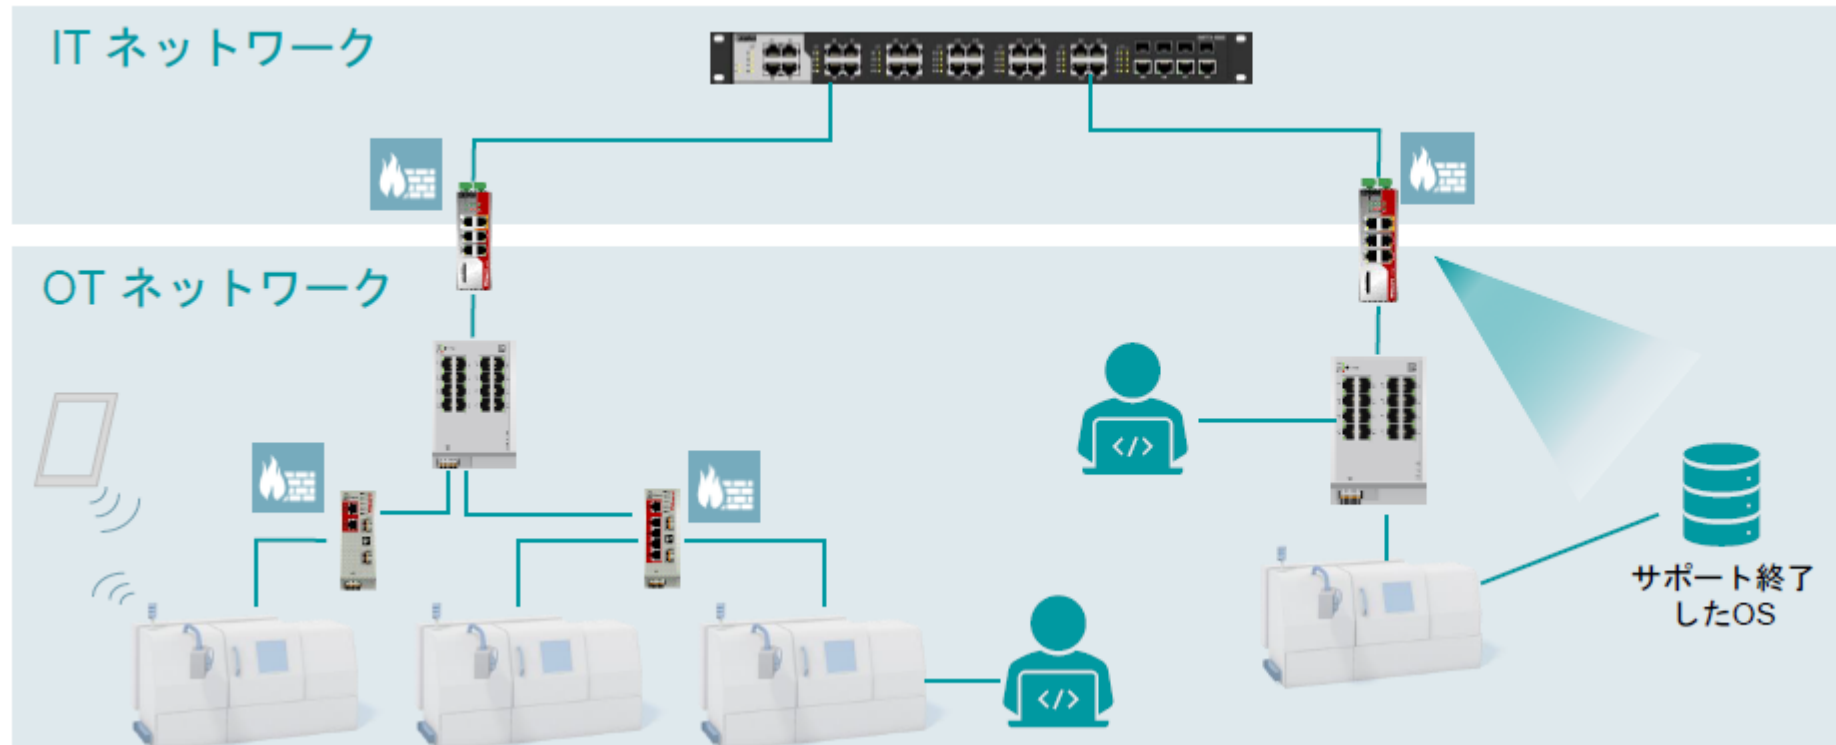 IT ネットワーク
OT ネットワーク
</>
</>
サポート終了
したOS